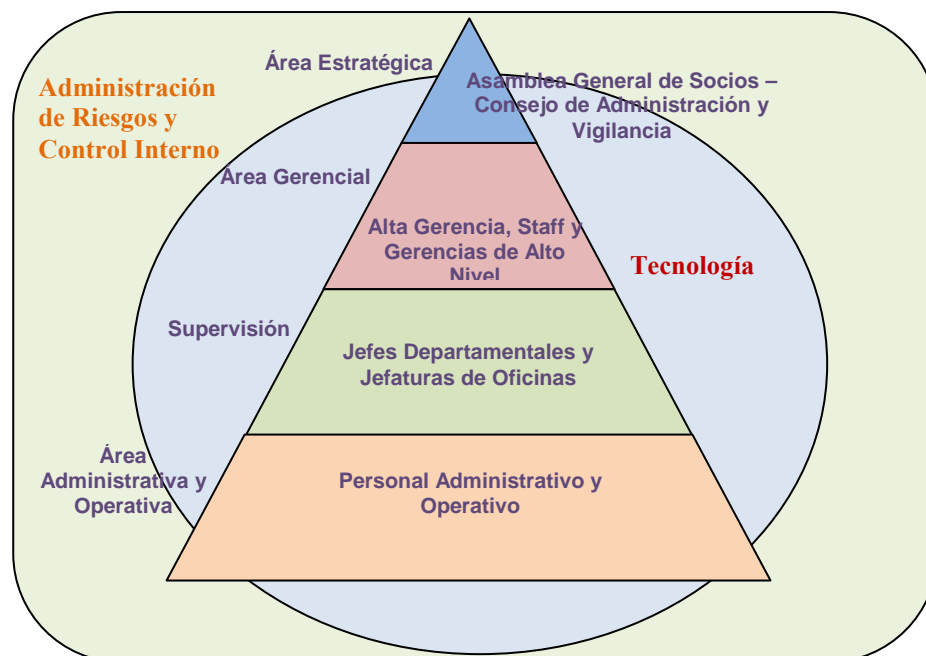 Área Estratégica
Asamblea General de Socios –
Consejo de Administración y
Vigilancia
Administración
de Riesgos y
Control Interno
Área Gerencial
Alta Gerencia, Staff y
Gerencias de Alto
Nivel
Tecnología
Supervisión
Jefes Departamentales y
Jefaturas de Oficinas
Área
Administrativa y
Operativa
Personal Administrativo y
Operativo